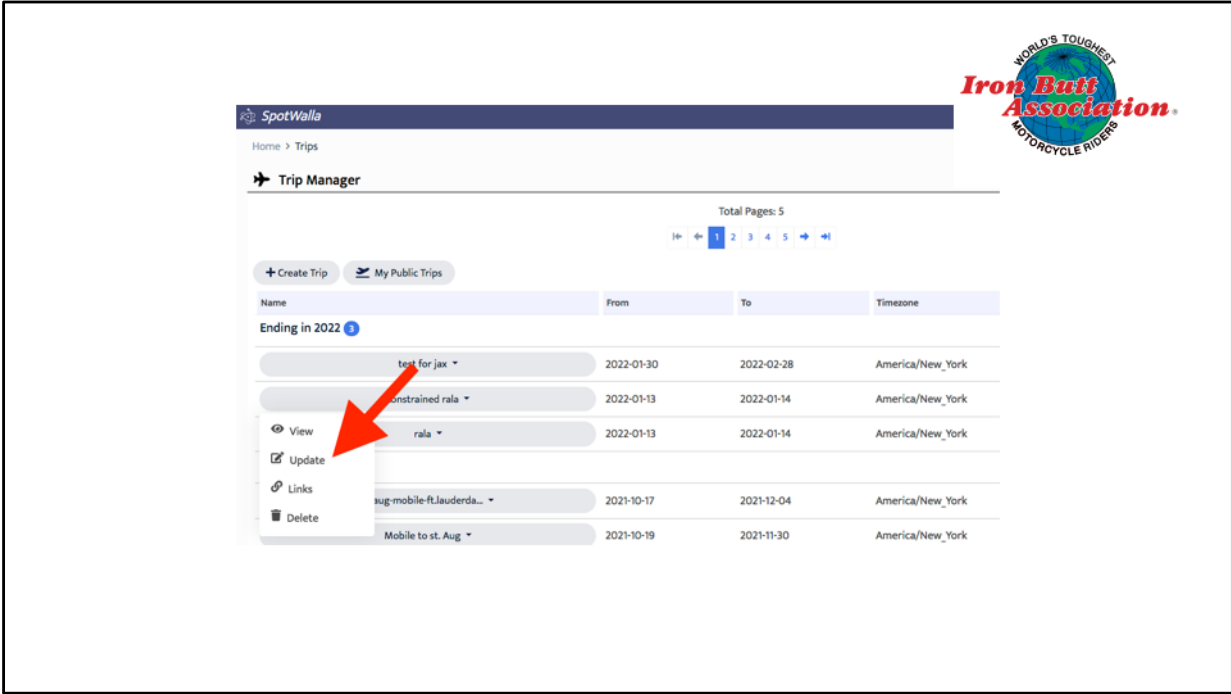 WORLD'S TOUGHEST
Iron Butt
Association
MOTORCYCLE RIDERS
SpotWalla
Home > Trips
Trip Manager
Total Pages: 5
1 2 3 4 5
+ Create Trip My Public Trips
Name From To Timezone
Ending in 2022 3
test for jax 2022-01-30 2022-02-28 America/New_York
onstrained rala 2022-01-13 2022-01-14 America/New_York
View
rala 2022-01-13 2022-01-14 America/New_York
Update
Links
aug-mobile-ft.lauderda... 2021-10-17 2021-12-04 America/New_York
Delete
Mobile to st. Aug 2021-10-19 2021-11-30 America/New_York